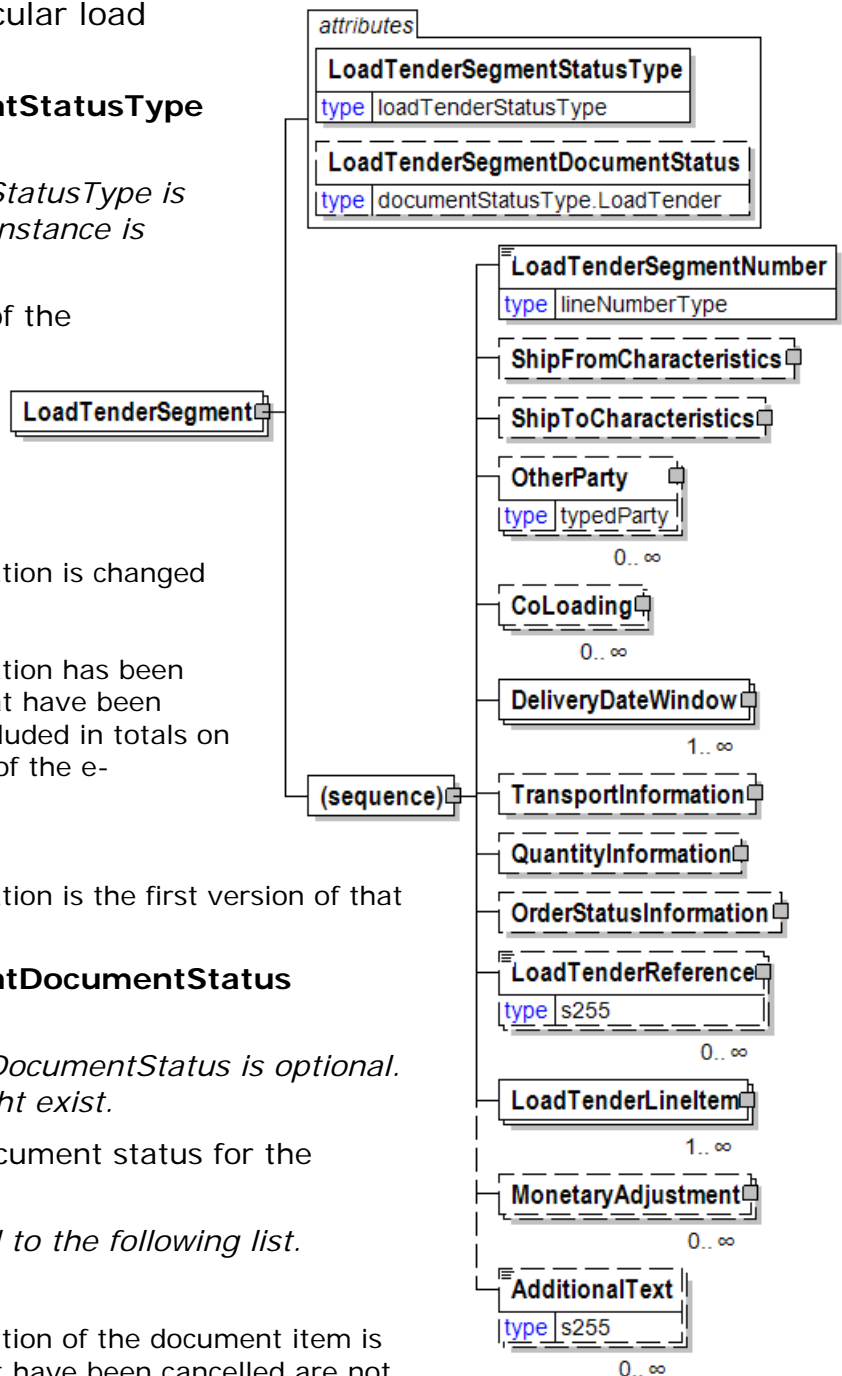 cular load
ntStatusType
StatusType is
nstance is
of the
tion is changed
tion has been
at have been
luded in totals on
of the e-
tion is the first version of that
ntDocumentStatus
DocumentStatus is optional.
ht exist.
cument status for the
l to the following list.
tion of the document item is
t have been cancelled are not
attributes
LoadTenderSegmentStatusType
type loadTenderStatusType
LoadTenderSegmentDocumentStatus
type documentStatusType.LoadTender
LoadTenderSegment
(sequence)
LoadTenderSegmentNumber
type lineNumberType
ShipFromCharacteristics
ShipToCharacteristics
OtherParty
type typedParty
0.. ∞
CoLoading
0.. ∞
DeliveryDateWindow
1.. ∞
TransportInformation
QuantityInformation
OrderStatusInformation
LoadTenderReference
type s255
0.. ∞
LoadTenderLineItem
1.. ∞
MonetaryAdjustment
0.. ∞
AdditionalText
type s255
0.. ∞